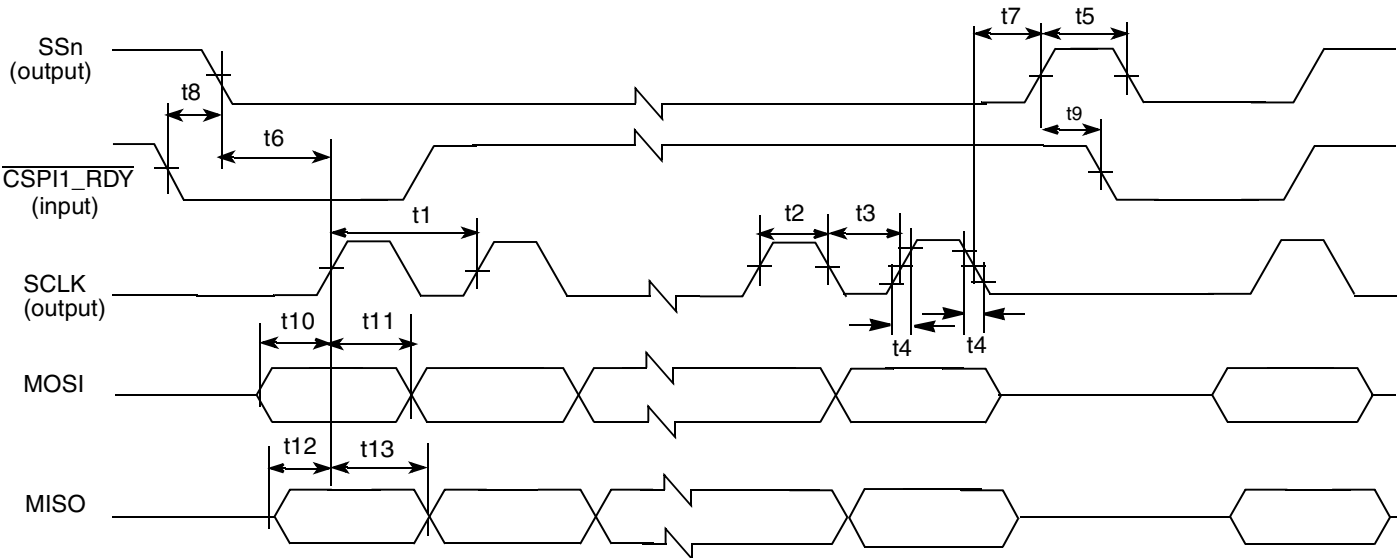 t7
t5
SSn
(output)
t8
t9
t6
CSPI1_RDY
(input)
t1
t2
t3
SCLK
(output)
t10
t11
t4
t4
MOSI
t12
t13
MISO